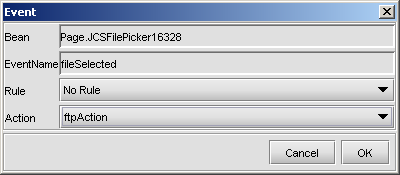 Event
Bean Page.JCSFilePicker16328
EventName fileSelected
Rule No Rule
Action ftpAction
Cancel OK